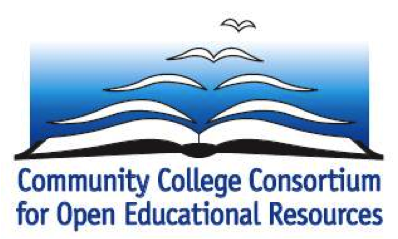 Community College Consortium
for Open Educational Resources